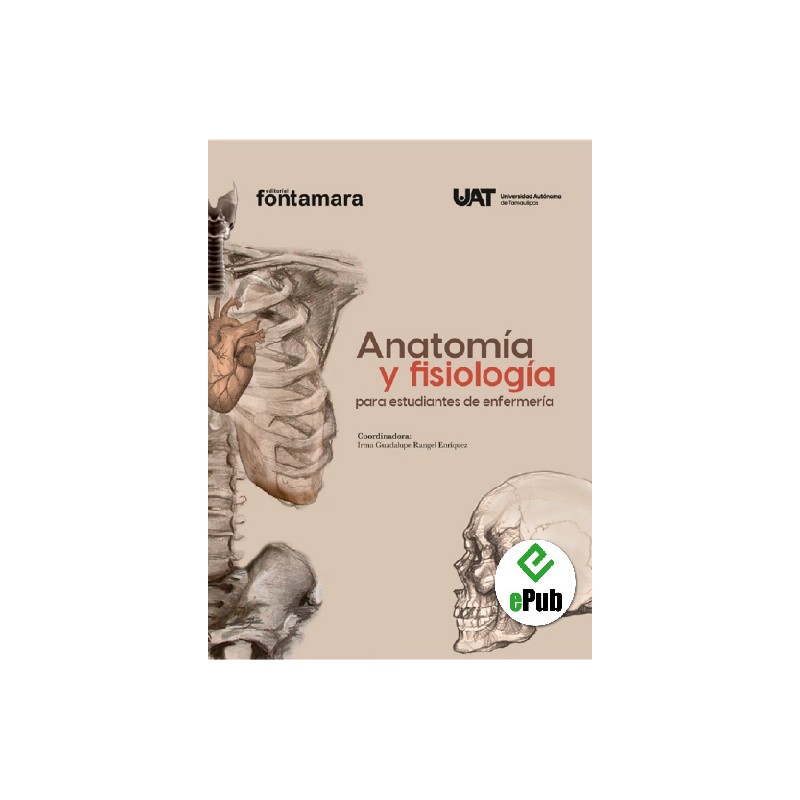 editorial
fontamara
UAT
Universidad Autónoma
de Tamaulipas
Anatomía
y fisiología
para estudiantes de enfermería
Coordinadora:
Irma Guadalupe Rangel Enríquez
ePub